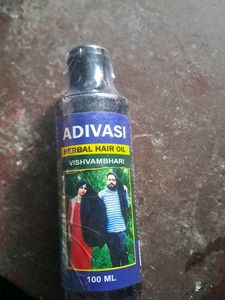 ADIVASI
HERBAL HAIR OIL
VISHVAMBHARI
100 ML